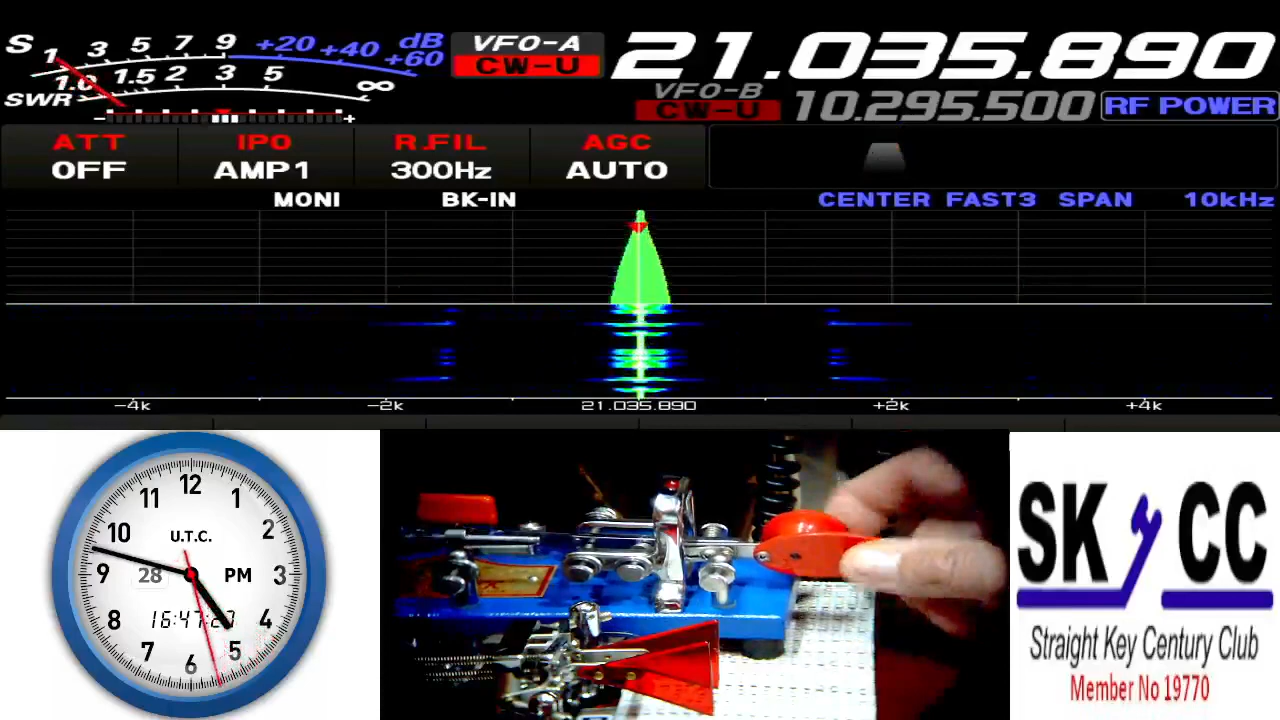 S 1 3 5 7 9 +20 +40 +60 dB
SWR 1.0 1.5 2 3 5 ∞
- +
VFO-A
CW-U
21.035.890
VFO-B
CW-U
10.295.500
RF POWER
ATT IPO R.FIL AGC
OFF AMP1 300Hz AUTO
MONI BK-IN
CENTER FAST3 SPAN 10kHz
-4k -2k 21.035.890 +2k +4k
12 1 2 3 4 5 6 7 8 9 10 11
U.T.C.
28 PM
SK CC
Straight Key Century Club
Member No 19770